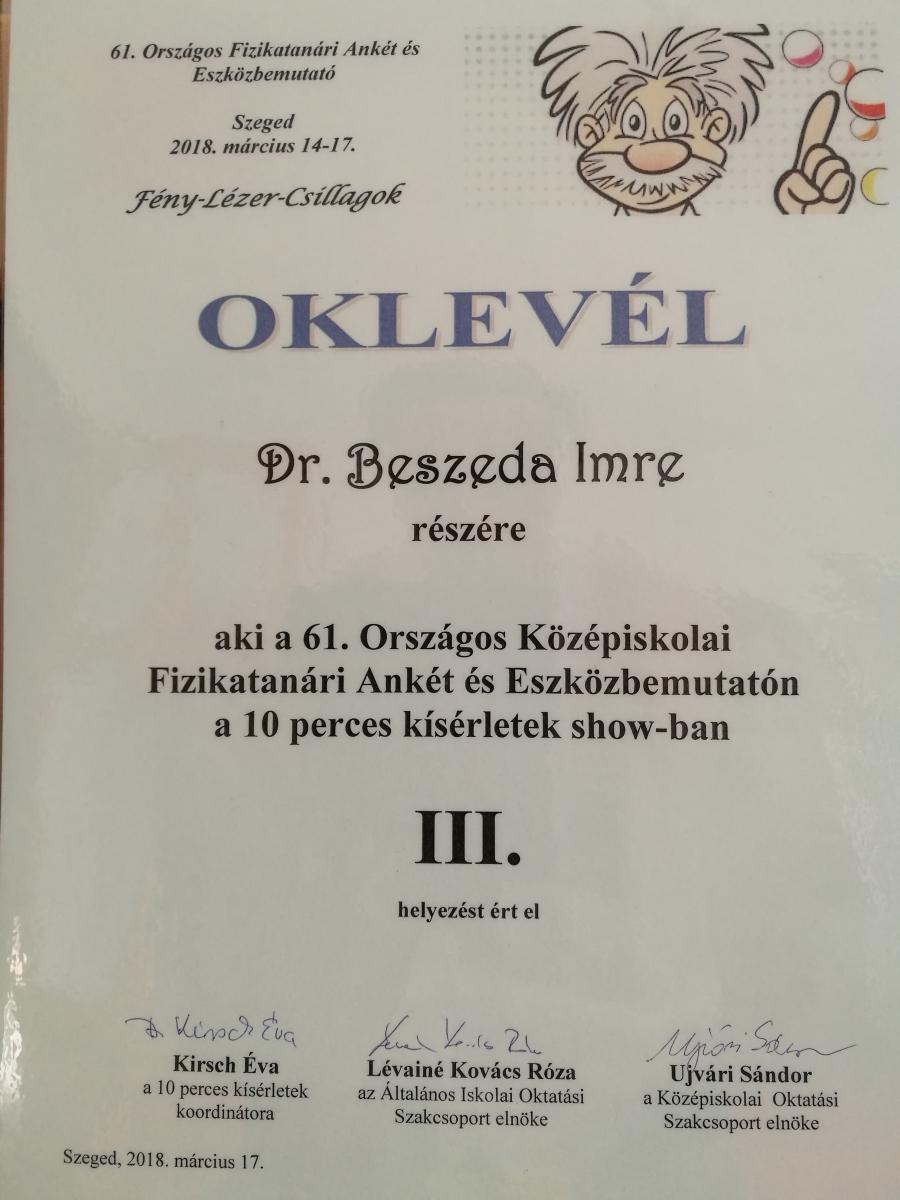 61. Országos Fizikatanári Ankét és
Eszközbemutató
Szeged
2018. március 14-17.
Fény-Lézer-Csillagok
OKLEVÉL
Dr. Beszeda Imre
részére
aki a 61. Országos Középiskolai
Fizikatanári Ankét és Eszközbemutatón
a 10 perces kísérletek show-ban
III.
helyezést ért el
Dr. Kirsch Éva
Kirsch Éva
a 10 perces kísérletek
koordinátora
Lévainé Kovács Róza
az Általános Iskolai Oktatási
Szakcsoport elnöke
Ujvári Sándor
a Középiskolai Oktatási
Szakcsoport elnöke
Szeged, 2018. március 17.